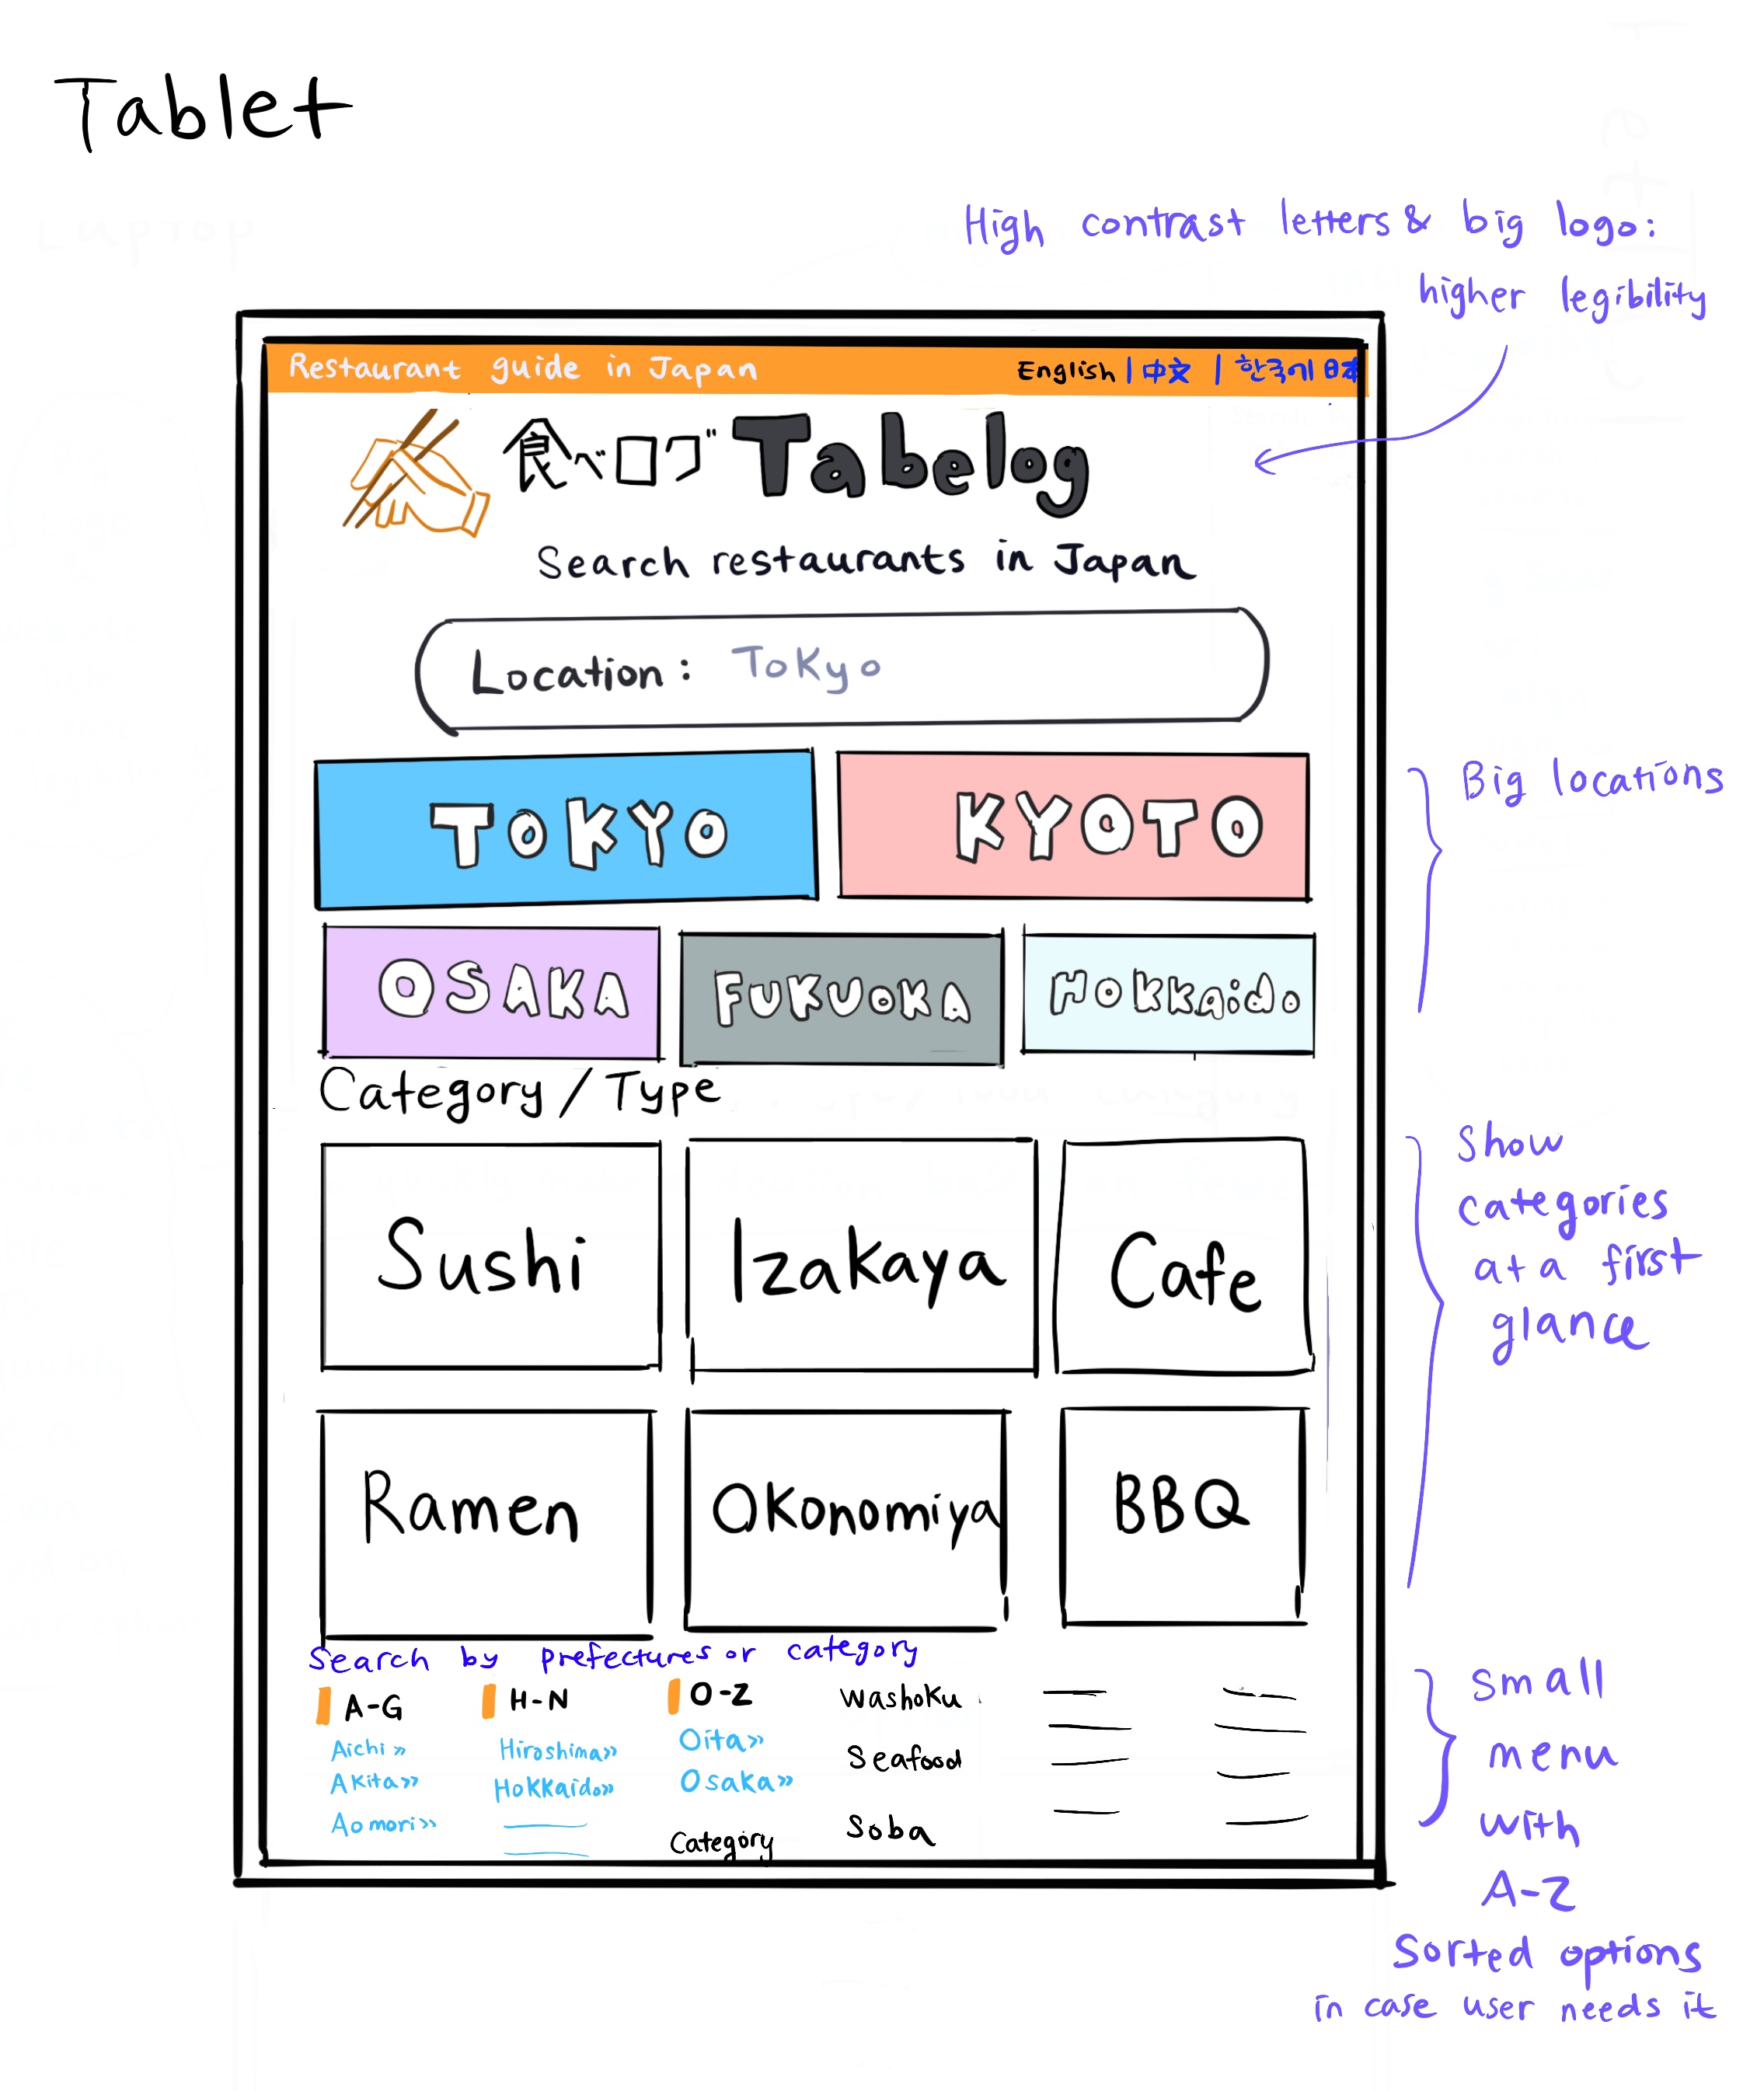 Tablet
High contrast letters & big logo:
higher legibility
Restaurant guide in Japan
English | 中文 | 한국어 日本
食べログ Tabelog
Search restaurants in Japan
Location: Tokyo
TOKYO
KYOTO
Big locations
OSAKA
FUKUOKA
Hokkaido
Category / Type
Show
categories
at a first
glance
Sushi
Izakaya
Cafe
Ramen
Okonomiya
BBQ
Search by prefectures or category
A-G
H-N
O-Z
Washoku
Aichi »
Hiroshima»
Oita»
Seafood
Akita»
Hokkaido»
Osaka»
Aomori»
Category
Soba
Small
menu
with
A-Z
Sorted options
in case user needs it